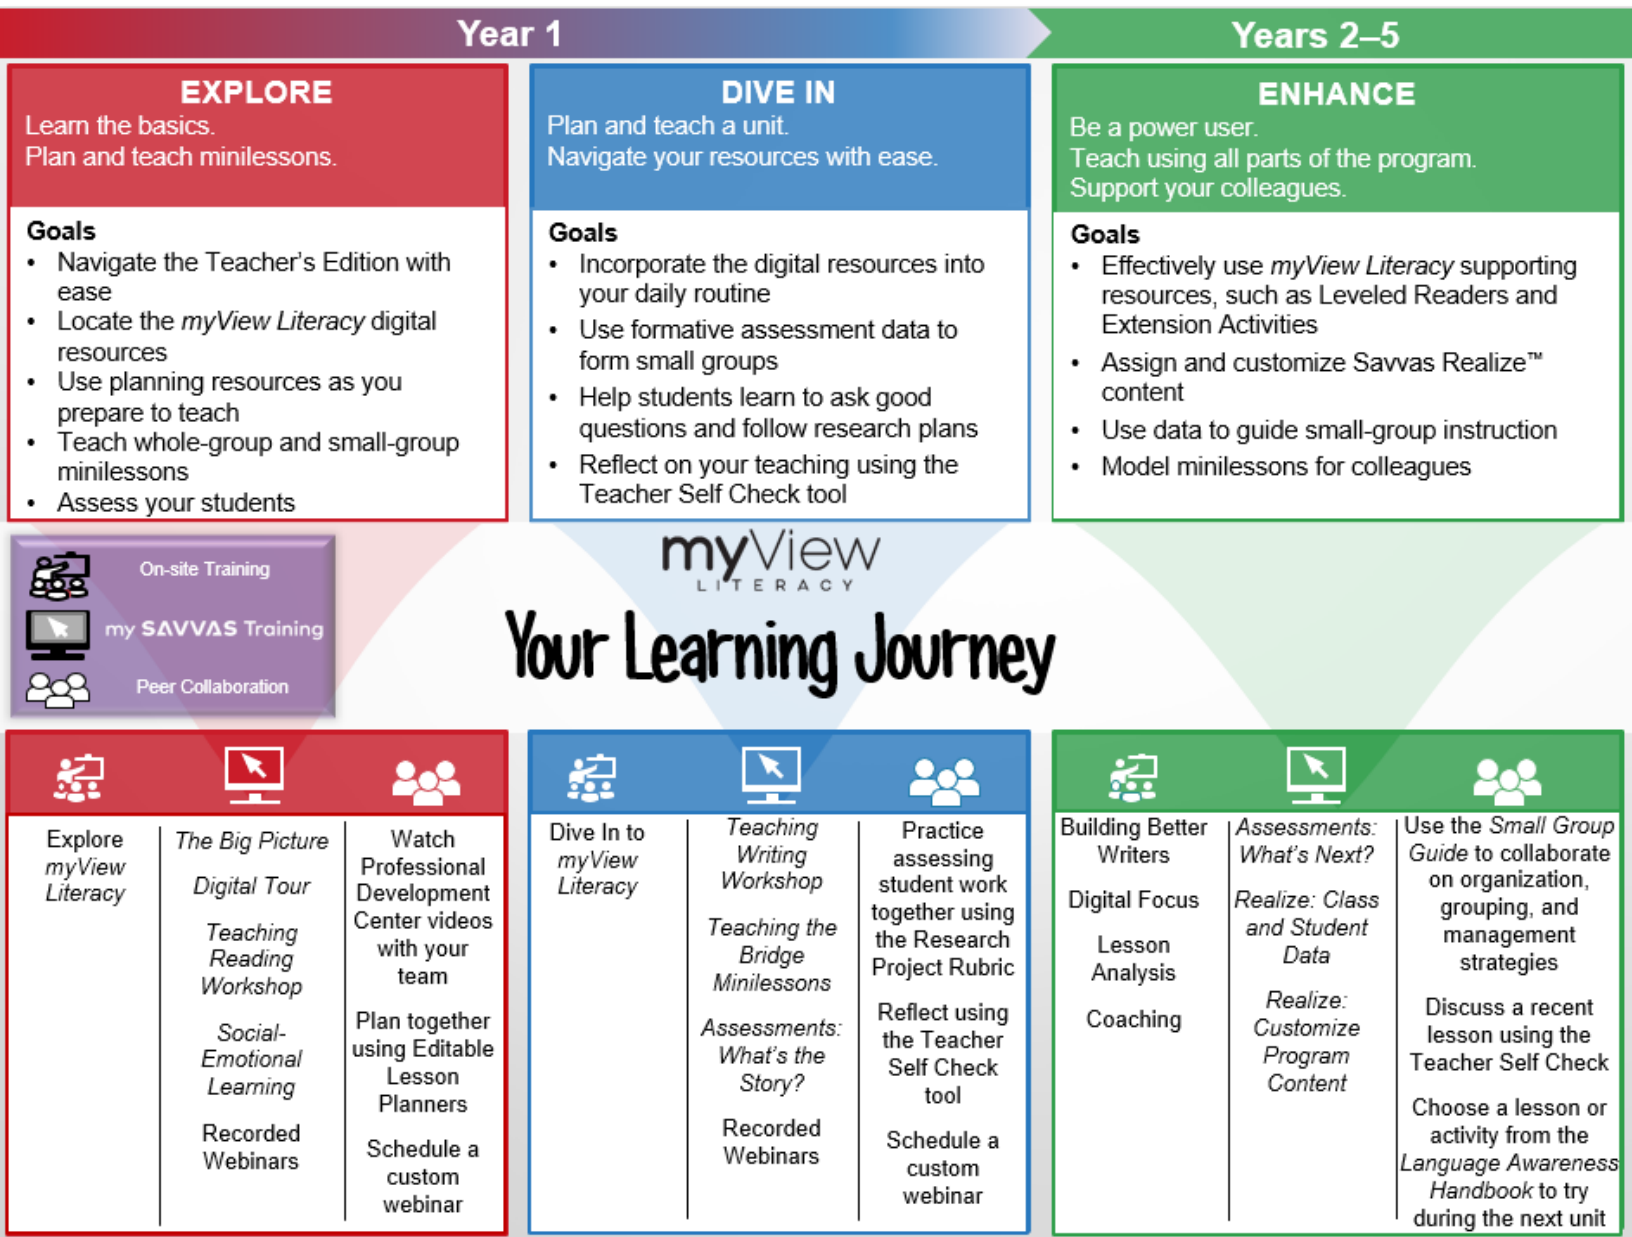 Year 1
Years 2–5
EXPLORE
Learn the basics.
Plan and teach minilessons.
Goals
• Navigate the Teacher's Edition with
ease
• Locate the myView Literacy digital
resources
• Use planning resources as you
prepare to teach
• Teach whole-group and small-group
minilessons
• Assess your students
DIVE IN
Plan and teach a unit.
Navigate your resources with ease.
Goals
• Incorporate the digital resources into
your daily routine
• Use formative assessment data to
form small groups
• Help students learn to ask good
questions and follow research plans
• Reflect on your teaching using the
Teacher Self Check tool
ENHANCE
Be a power user.
Teach using all parts of the program.
Support your colleagues.
Goals
• Effectively use myView Literacy supporting
resources, such as Leveled Readers and
Extension Activities
• Assign and customize Savvas Realize™
content
• Use data to guide small-group instruction
• Model minilessons for colleagues
On-site Training
my SAVVAS Training
Peer Collaboration
myView
LITERACY
Your Learning Journey
Explore
myView
Literacy
The Big Picture
Digital Tour
Teaching
Reading
Workshop
Social-
Emotional
Learning
Recorded
Webinars
Watch
Professional
Development
Center videos
with your
team
Plan together
using Editable
Lesson
Planners
Schedule a
custom
webinar
Dive In to
myView
Literacy
Teaching
Writing
Workshop
Teaching the
Bridge
Minilessons
Assessments:
What's the
Story?
Recorded
Webinars
Practice
assessing
student work
together using
the Research
Project Rubric
Reflect using
the Teacher
Self Check
tool
Schedule a
custom
webinar
Building Better
Writers
Digital Focus
Lesson
Analysis
Coaching
Assessments:
What's Next?
Realize: Class
and Student
Data
Realize:
Customize
Program
Content
Use the Small Group
Guide to collaborate
on organization,
grouping, and
management
strategies
Discuss a recent
lesson using the
Teacher Self Check
Choose a lesson or
activity from the
Language Awareness
Handbook to try
during the next unit